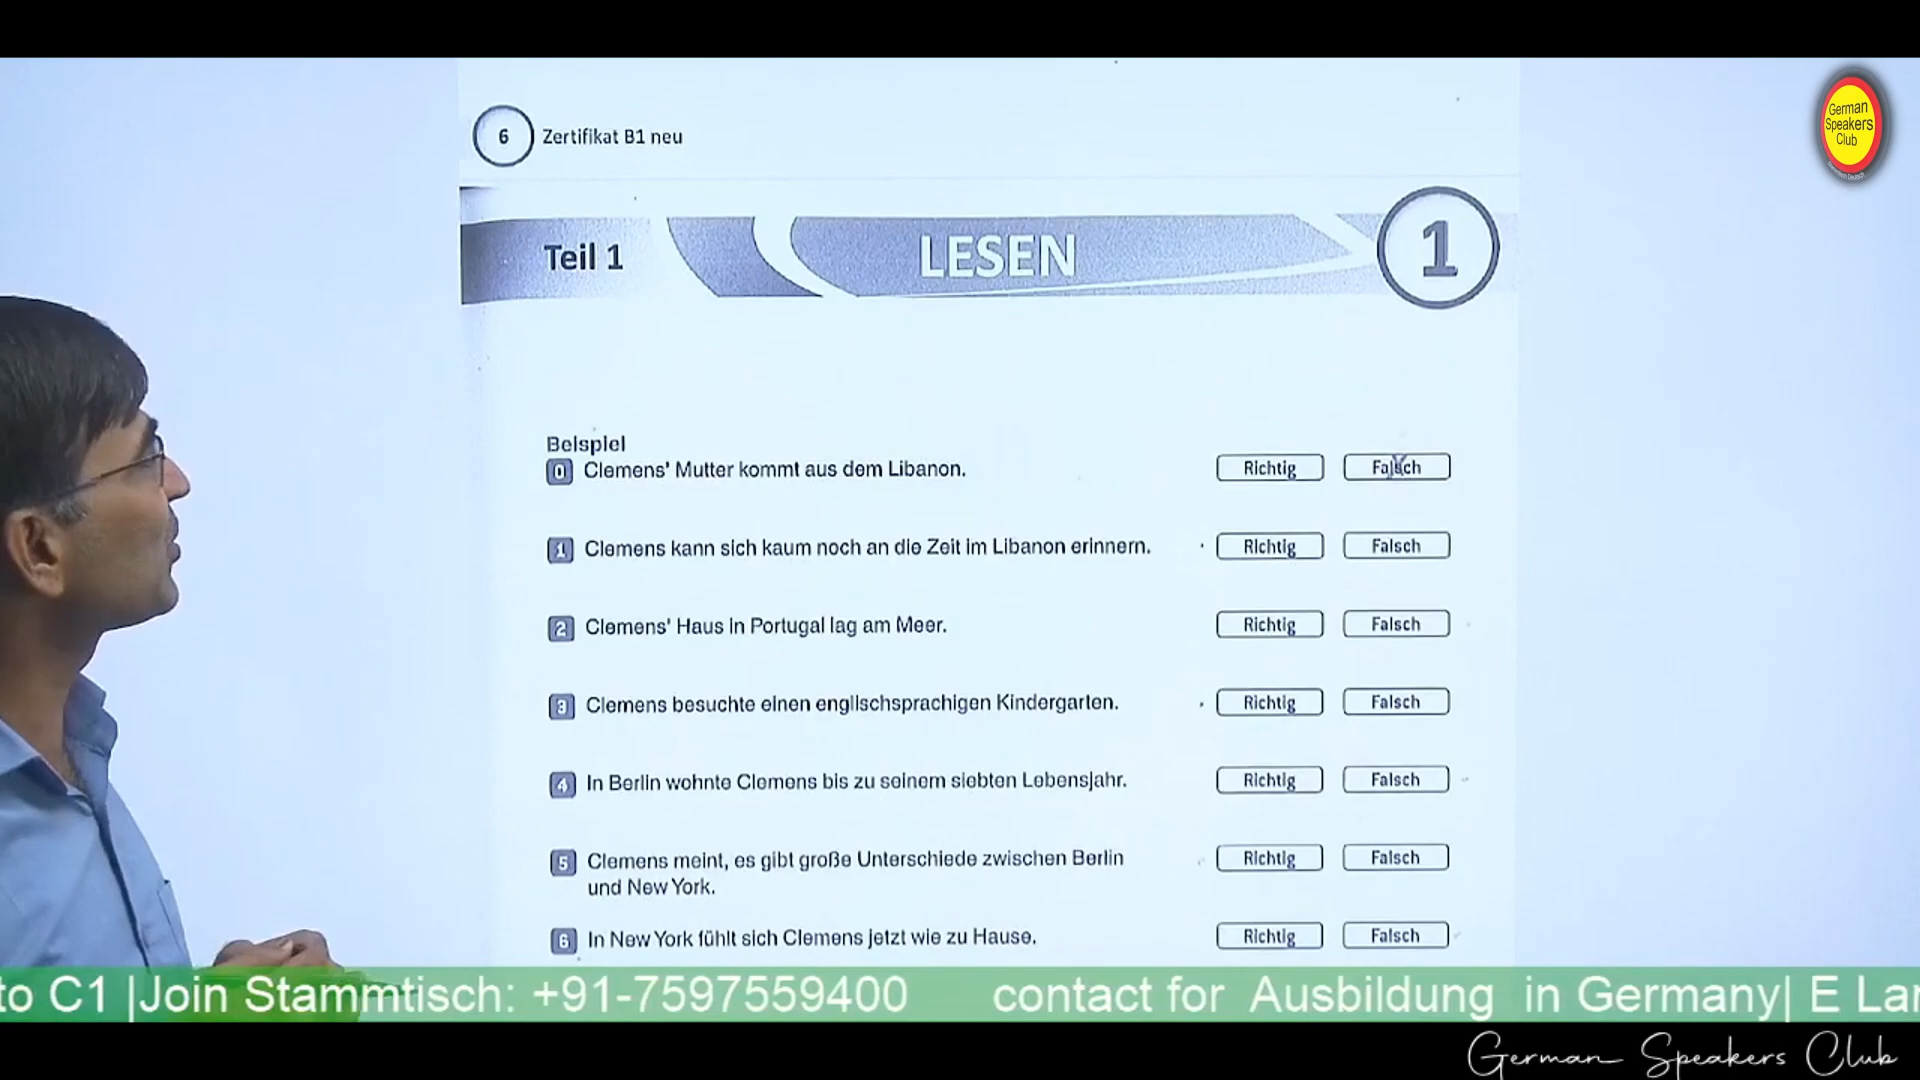 German
Speakers
Club
6 Zertifikat B1 neu
Teil 1
LESEN
1
Beispiel
0 Clemens' Mutter kommt aus dem Libanon. Richtig Falsch
1 Clemens kann sich kaum noch an die Zeit im Libanon erinnern. Richtig Falsch
2 Clemens' Haus in Portugal lag am Meer. Richtig Falsch
3 Clemens besuchte einen englischsprachigen Kindergarten. Richtig Falsch
4 In Berlin wohnte Clemens bis zu seinem siebten Lebensjahr. Richtig Falsch
5 Clemens meint, es gibt große Unterschiede zwischen Berlin Richtig Falsch
und New York.
6 In New York fühlt sich Clemens jetzt wie zu Hause. Richtig Falsch
to C1 |Join Stammtisch: +91-7597559400 contact for Ausbildung in Germany| E Lar
German Speakers Club